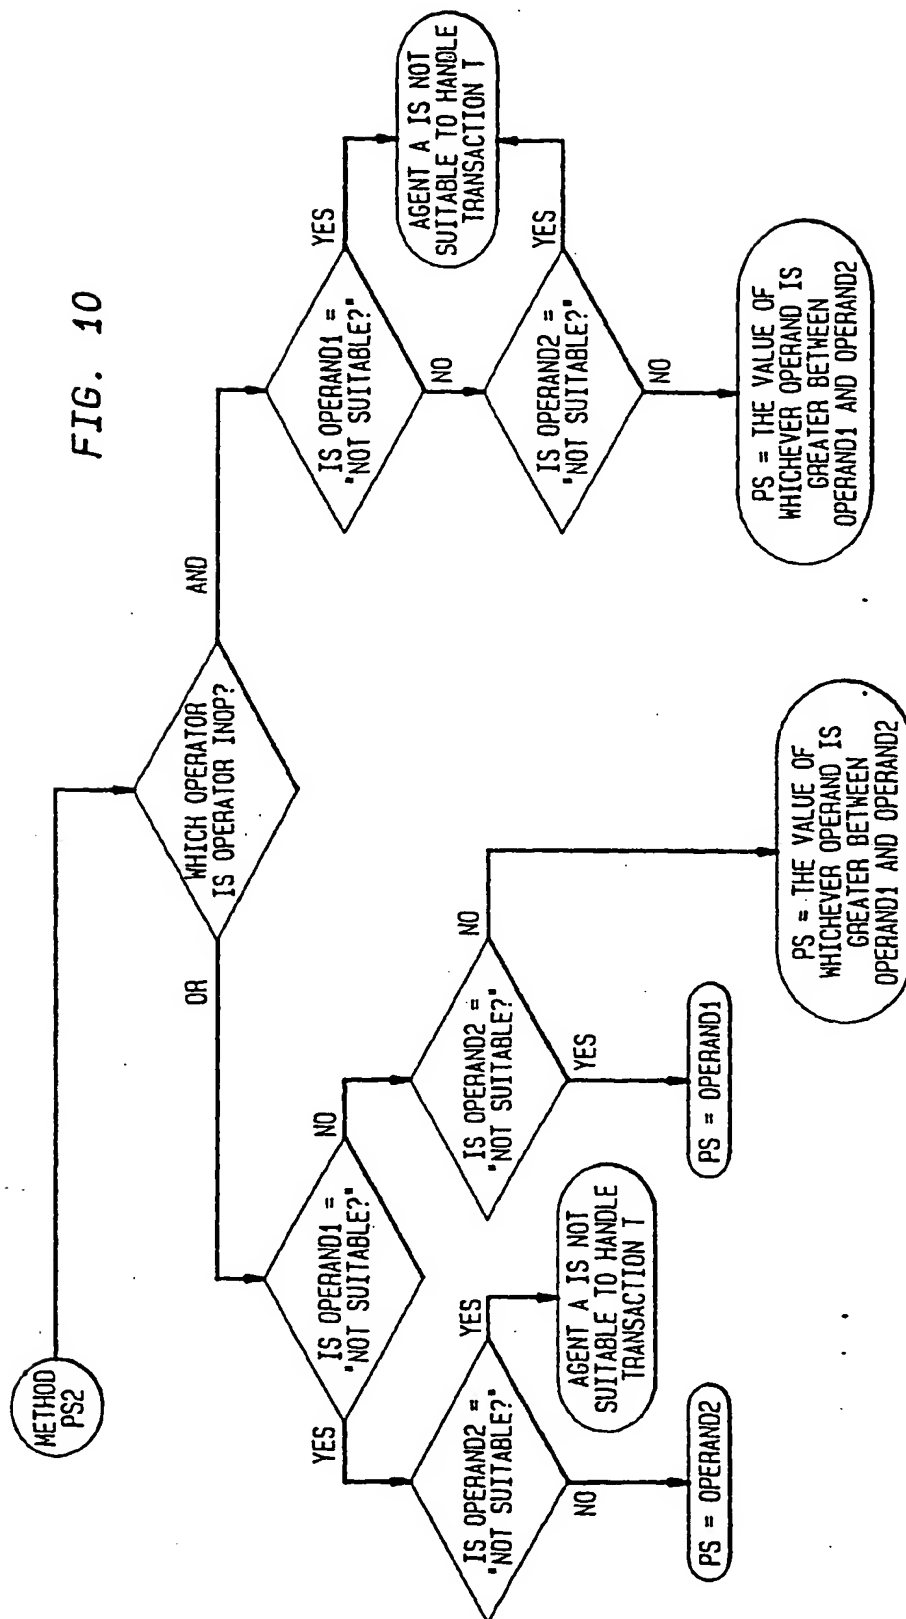 FIG. 10
METHOD
PS2
WHICH OPERATOR
IS OPERATOR INOP?
OR
AND
IS OPERAND1 =
"NOT SUITABLE?"
YES
NO
IS OPERAND2 =
"NOT SUITABLE?"
NO
YES
PS = OPERAND2
AGENT A IS NOT
SUITABLE TO HANDLE
TRANSACTION T
IS OPERAND2 =
"NOT SUITABLE?"
YES
NO
PS = OPERAND1
PS = THE VALUE OF
WHICHEVER OPERAND IS
GREATER BETWEEN
OPERAND1 AND OPERAND2
IS OPERAND1 =
"NOT SUITABLE?"
YES
NO
AGENT A IS NOT
SUITABLE TO HANDLE
TRANSACTION T
IS OPERAND2 =
"NOT SUITABLE?"
YES
NO
PS = THE VALUE OF
WHICHEVER OPERAND IS
GREATER BETWEEN
OPERAND1 AND OPERAND2